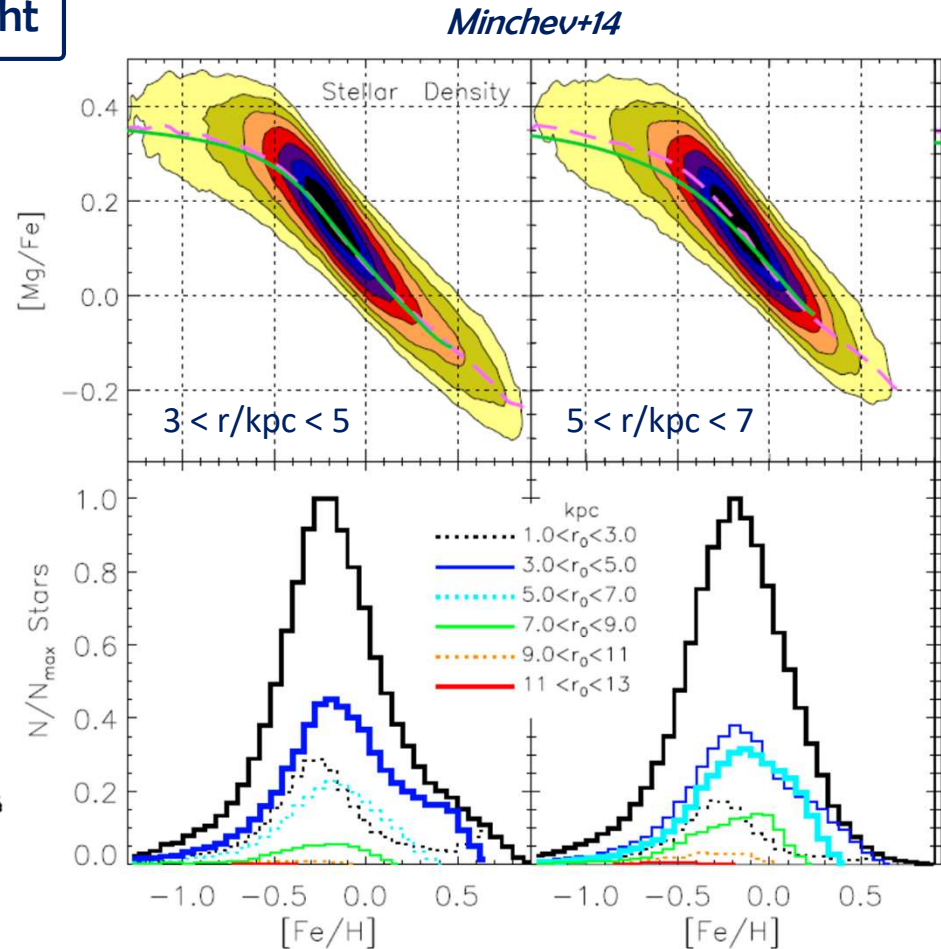 ht
Minchev+14
Stellar Density
[Mg/Fe]
0.4
0.2
0.0
−0.2
3 < r/kpc < 5
5 < r/kpc < 7
N/Nmax Stars
1.0
0.8
0.6
0.4
0.2
0.0
kpc
1.0<r0<3.0
3.0<r0<5.0
5.0<r0<7.0
7.0<r0<9.0
9.0<r0<11
11 <r0<13
−1.0 −0.5 0.0 0.5
−1.0 −0.5 0.0 0.5
[Fe/H]
[Fe/H]